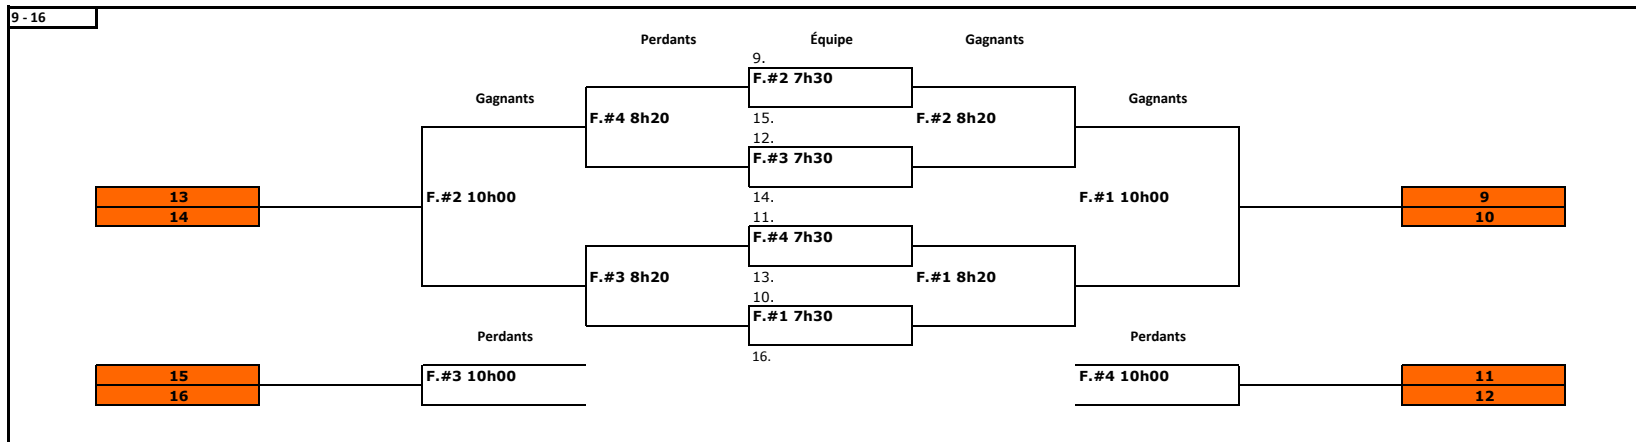 9 - 16
Perdants Équipe Gagnants
9.
F.#2 7h30
Gagnants Gagnants
F.#4 8h20 15. F.#2 8h20
12.
F.#3 7h30
13 F.#2 10h00 14. F.#1 10h00 9
14 11. 10
F.#4 7h30
F.#3 8h20 13. F.#1 8h20
10.
F.#1 7h30
Perdants Perdants
16.
15 F.#3 10h00 F.#4 10h00 11
16 12